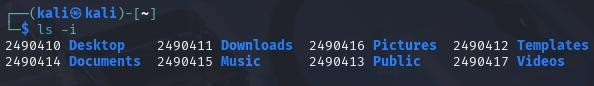 ┌──(kali㉿kali)-[~]
└─$ ls -i
2490410 Desktop 2490411 Downloads 2490416 Pictures 2490412 Templates
2490414 Documents 2490415 Music 2490413 Public 2490417 Videos